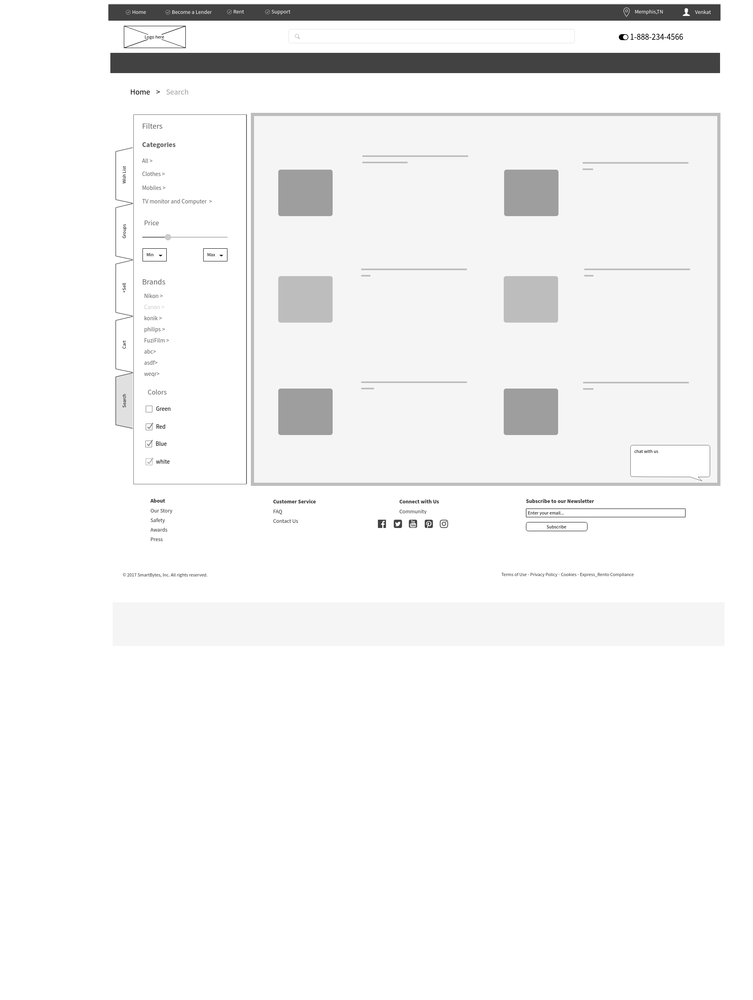 Home
Become a Lender
Rent
Support
Memphis,TN
Venkat
Logo here
1-888-234-4566
Home > Search
Wish List
Groups
+Sell
Cart
Search
Filters
Categories
All >
Clothes >
Mobiles >
TV monitor and Computer >
Price
Min
Max
Brands
Nikon >
Canon >
konik >
philips >
FuziFilm >
abc>
asdf>
weqr>
Colors
Green
Red
Blue
white
chat with us
About
Our Story
Safety
Awards
Press
Customer Service
FAQ
Contact Us
Connect with Us
Community
You
Tube
Subscribe to our Newsletter
Enter your email...
Subscribe
© 2017 SmartBytes, Inc. All rights reserved.
Terms of Use - Privacy Policy - Cookies - Express_Rento Compliance